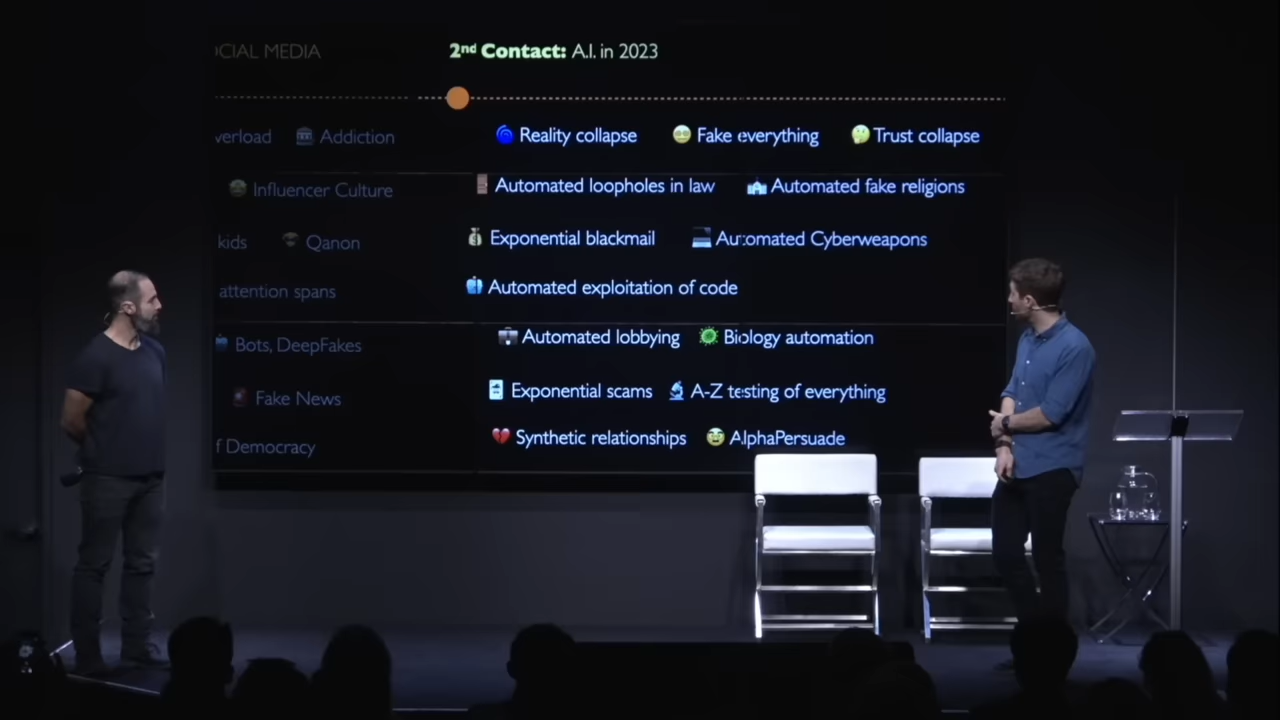 OCIAL MEDIA 2nd Contact: A.I. in 2023
verload Addiction Reality collapse Fake everything Trust collapse
Influencer Culture Automated loopholes in law Automated fake religions
kids Qanon Exponential blackmail Automated Cyberweapons
attention spans Automated exploitation of code
Bots, DeepFakes Automated lobbying Biology automation
Fake News Exponential scams A-Z testing of everything
f Democracy Synthetic relationships AlphaPersuade